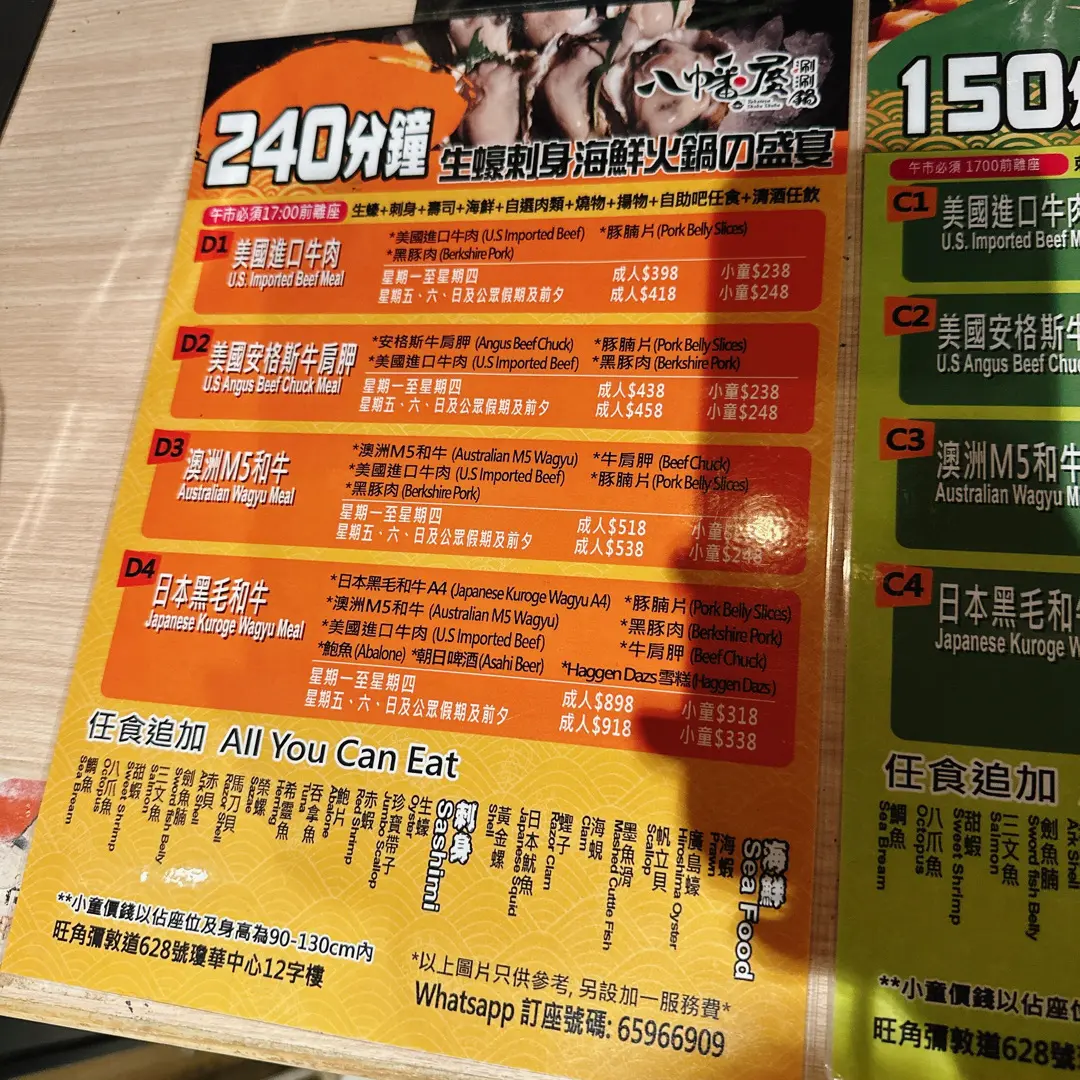 八幡屋
涮涮鍋
Yahataya
Shabu Shabu
240分鐘
生蠔刺身海鮮火鍋の盛宴
午市必須17:00前離座
生蠔+刺身+壽司+海鮮+自選肉類+燒物+揚物+自助吧任食+清酒任飲
D1
美國進口牛肉
U.S. Imported Beef Meal
*美國進口牛肉 (U.S Imported Beef) *豚腩片 (Pork Belly Slices)
*黑豚肉 (Berkshire Pork)
星期一至星期四 成人$398 小童$238
星期五、六、日及公眾假期及前夕 成人$418 小童$248
D2
美國安格斯牛肩胛
U.S Angus Beef Chuck Meal
*安格斯牛肩胛 (Angus Beef Chuck) *豚腩片 (Pork Belly Slices)
*美國進口牛肉 (U.S Imported Beef) *黑豚肉 (Berkshire Pork)
星期一至星期四 成人$438 小童$238
星期五、六、日及公眾假期及前夕 成人$458 小童$248
D3
澳洲M5和牛
Australian Wagyu Meal
*澳洲M5和牛 (Australian M5 Wagyu) *牛肩胛 (Beef Chuck)
*美國進口牛肉 (U.S Imported Beef) *豚腩片 (Pork Belly Slices)
*黑豚肉 (Berkshire Pork)
星期一至星期四 成人$518 小童
星期五、六、日及公眾假期及前夕 成人$538 小童$248
D4
日本黑毛和牛
Japanese Kuroge Wagyu Meal
*日本黑毛和牛 A4 (Japanese Kuroge Wagyu A4) *豚腩片 (Pork Belly Slices)
*澳洲M5和牛 (Australian M5 Wagyu) *黑豚肉 (Berkshire Pork)
*美國進口牛肉 (U.S Imported Beef) *牛肩胛 (Beef Chuck)
*鮑魚 (Abalone) *朝日啤酒 (Asahi Beer) *Haggen Dazs 雪糕 (Haggen Dazs)
星期一至星期四 成人$898 小童$318
星期五、六、日及公眾假期及前夕 成人$918 小童$338
任食追加 All You Can Eat
海鮮
Sea Food
海蝦
Prawn
廣島蠔
Hiroshima Oyster
帆立貝
Scallop
墨魚滑
Mashed Cuttle Fish
海蜆
Clam
蟶子
Razor Clam
日本魷魚
Japanese Squid
黃金螺
Shell
刺身
Sashimi
生蠔
Oyster
珍寶帶子
Jumbo Scallop
赤蝦
Red Shrimp
鮑片
Abalone
吞拿魚
Tuna
希靈魚
Herring
榮螺
Sazae
馬刀貝
Razor Shell
赤貝
Ark Shell
劍魚腩
Sword fish Belly
三文魚
Salmon
甜蝦
Sweet Shrimp
八爪魚
Octopus
鯛魚
Sea Bream
**小童價錢以佔座位及身高為90-130cm內
旺角彌敦道628號瓊華中心12字樓
*以上圖片只供參考, 另設加一服務費*
Whatsapp 訂座號碼: 65966909
150
午市必須 1700前離座
C1
美國進口牛肉
U.S. Imported Beef
C2
美國安格斯牛
U.S Angus Beef
C3
澳洲M5和牛
Australian Wagyu
C4
日本黑毛和
Japanese Kuroge
任食追加
Ark Shell
劍魚腩
Sword fish Belly
三文魚
Salmon
甜蝦
Sweet Shrimp
八爪魚
Octopus
鯛魚
Sea Bream
**小童價錢以佔座位
旺角彌敦道628號